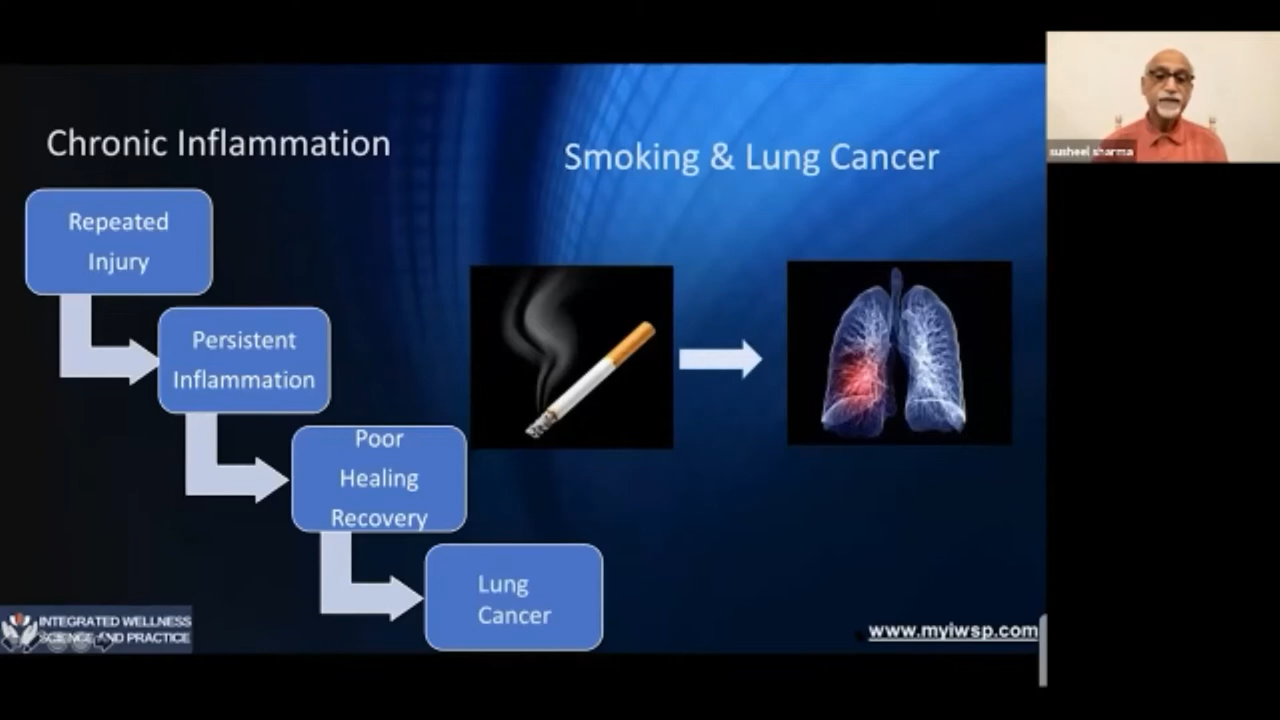 Chronic Inflammation
Smoking & Lung Cancer
Repeated
Injury
Persistent
Inflammation
Poor
Healing
Recovery
Lung
Cancer
INTEGRATED WELLNESS
SCIENCE AND PRACTICE
www.myiwsp.com
susheel sharma